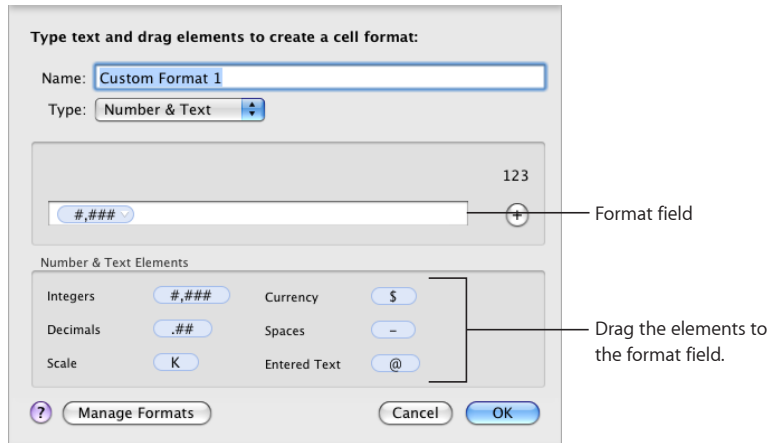 Type text and drag elements to create a cell format:
Name: Custom Format 1
Type: Number & Text
123
#,###
+
Format field
Number & Text Elements
Integers #,### Currency $
Decimals .## Spaces –
Scale K Entered Text @
Drag the elements to
the format field.
? Manage Formats Cancel OK